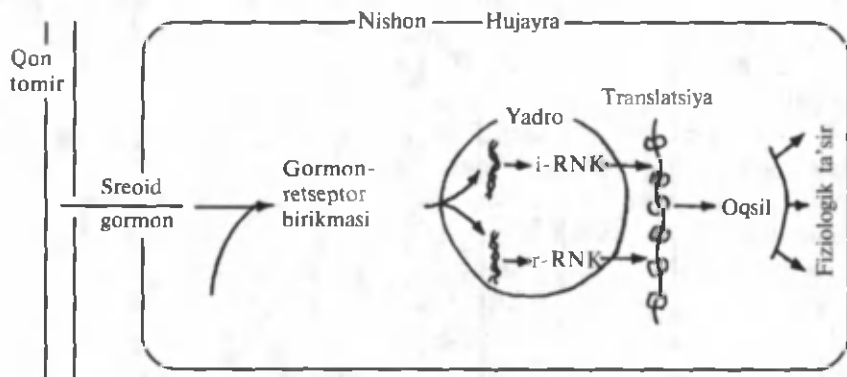 Nishon — Hujayra
Qon
tomir
Sreoid
gormon
Gormon-
retseptor
birikmasi
Yadro
i-RNK
r-RNK
Translatsiya
Oqsil
Fiziologik ta'sir